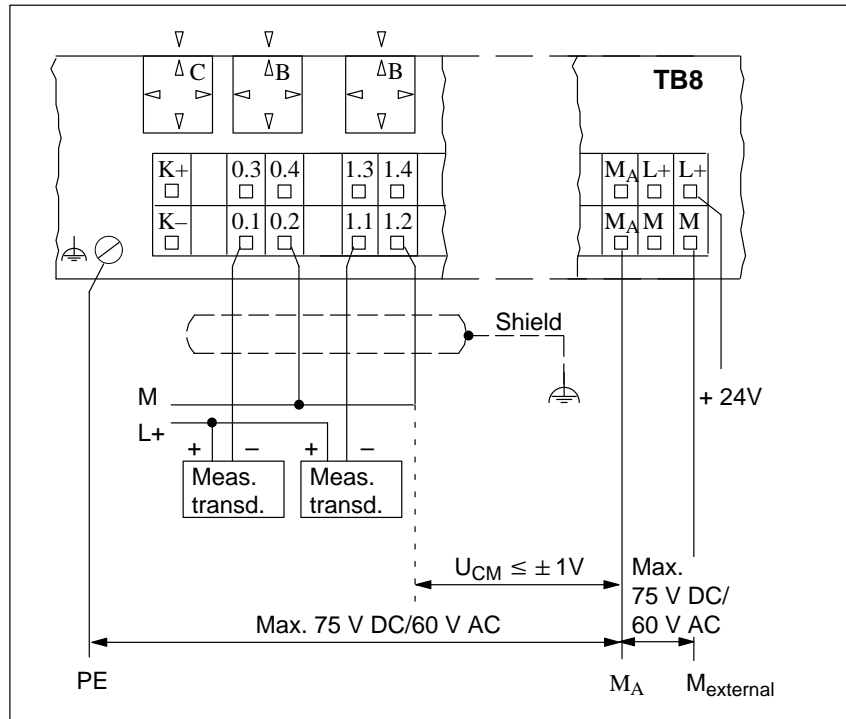 C B B TB8
K+ 0.3 0.4 1.3 1.4 MA L+ L+
K– 0.1 0.2 1.1 1.2 MA M M
Shield
M
+ 24V
L+
+ – + –
Meas. transd.
Meas. transd.
UCM ≤ ± 1V
Max. 75 V DC/ 60 V AC
Max. 75 V DC/60 V AC
PE MA Mexternal